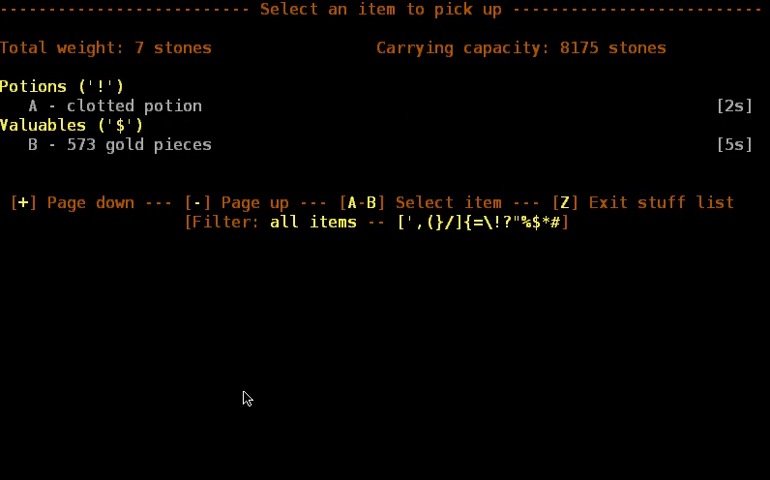 -------------------------- Select an item to pick up --------------------------
Total weight: 7 stones Carrying capacity: 8175 stones
Potions ('!')
A - clotted potion [2s]
Valuables ('$')
B - 573 gold pieces [5s]
[+] Page down --- [-] Page up --- [A-B] Select item --- [Z] Exit stuff list
[Filter: all items -- [',(}/]{=\!?"%$*#]